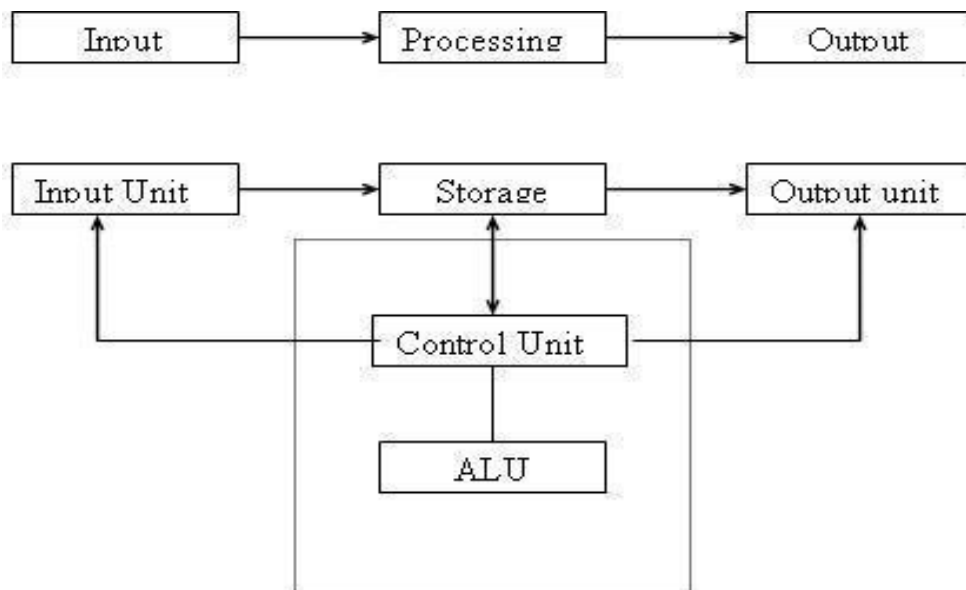 Input
Processing
Output
Input Unit
Storage
Output unit
Control Unit
ALU